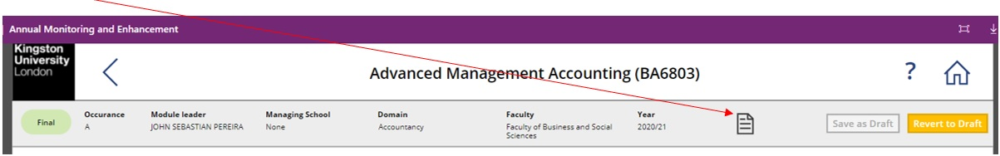 Annual Monitoring and Enhancement
Kingston
University
London
Advanced Management Accounting (BA6803)
?
Final
Occurance
A
Module leader
JOHN SEBASTIAN PEREIRA
Managing School
None
Domain
Accountancy
Faculty
Faculty of Business and Social
Sciences
Year
2020/21
Save as Draft
Revert to Draft